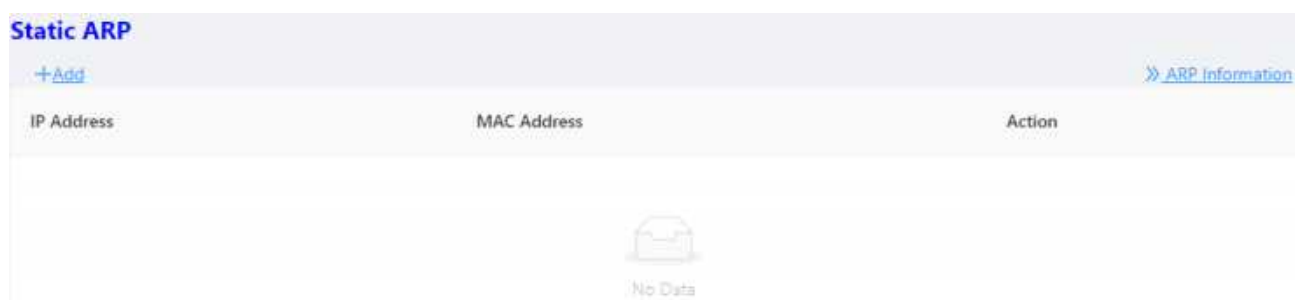 Static ARP
+Add
» ARP Information
IP Address MAC Address Action
No Data